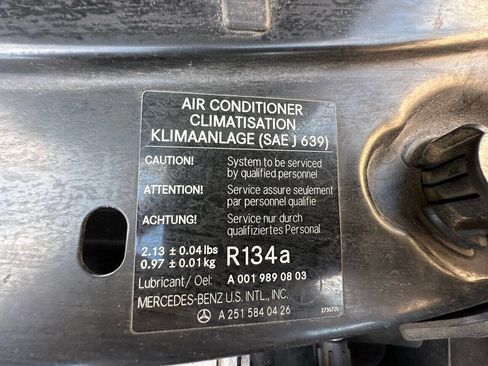 AIR CONDITIONER
CLIMATISATION
KLIMAANLAGE (SAE J 639)
CAUTION! System to be serviced
by qualified personnel
ATTENTION! Service assure seulement
par personnel qualifie
ACHTUNG! Service nur durch
qualifiziertes Personal
2.13 ± 0.04 lbs
0.97 ± 0.01 kg R134a
Lubricant / Oel: A 001 989 08 03
MERCEDES-BENZ U.S. INTL., INC.
A 251 584 04 26